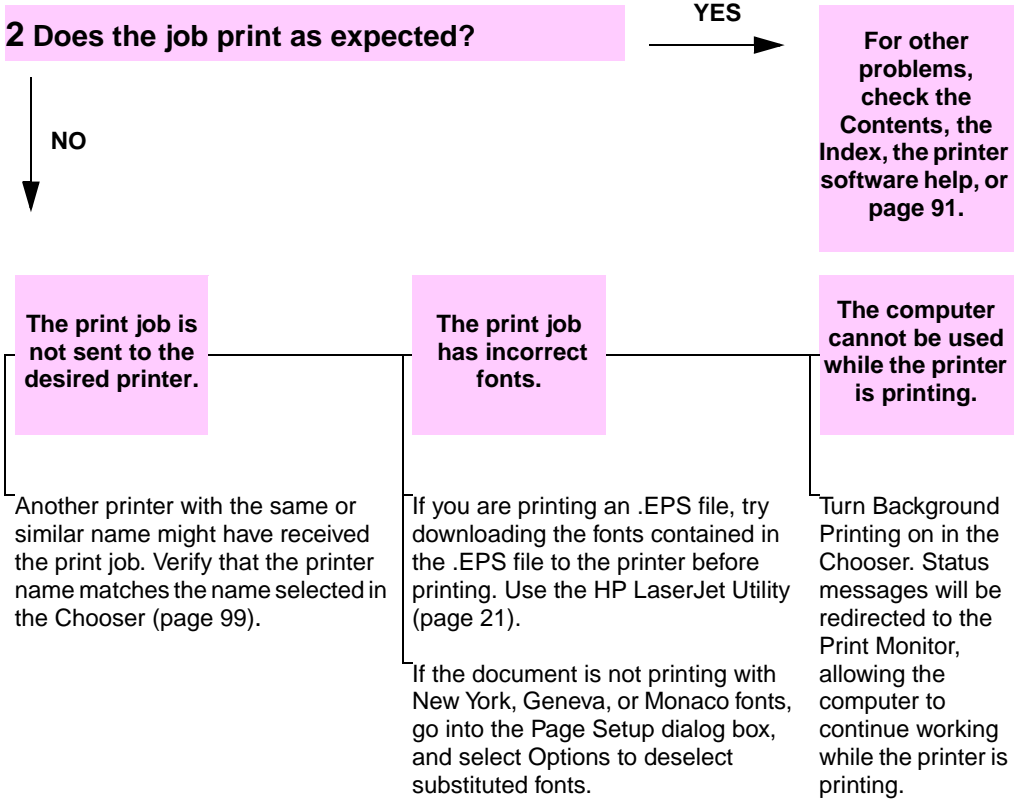 2 Does the job print as expected?
YES
For other
problems,
check the
Contents, the
Index, the printer
software help, or
page 91.
NO
The print job is
not sent to the
desired printer.
The print job
has incorrect
fonts.
The computer
cannot be used
while the printer
is printing.
Another printer with the same or
similar name might have received
the print job. Verify that the printer
name matches the name selected in
the Chooser (page 99).
If you are printing an .EPS file, try
downloading the fonts contained in
the .EPS file to the printer before
printing. Use the HP LaserJet Utility
(page 21).
If the document is not printing with
New York, Geneva, or Monaco fonts,
go into the Page Setup dialog box,
and select Options to deselect
substituted fonts.
Turn Background
Printing on in the
Chooser. Status
messages will be
redirected to the
Print Monitor,
allowing the
computer to
continue working
while the printer is
printing.